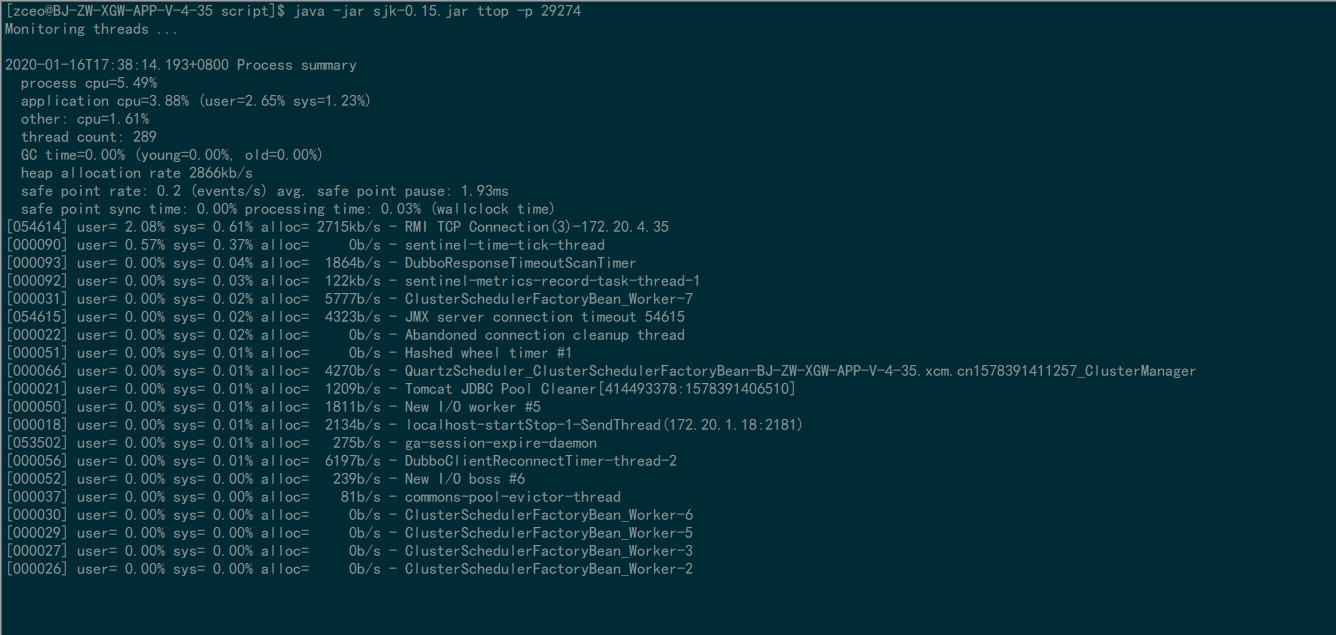 [zceo@BJ-ZW-XGW-APP-V-4-35 script]$ java -jar sjk-0.15.jar ttop -p 29274
Monitoring threads ...
2020-01-16T17:38:14.193+0800 Process summary
process cpu=5.49%
application cpu=3.88% (user=2.65% sys=1.23%)
other: cpu=1.61%
thread count: 289
GC time=0.00% (young=0.00%, old=0.00%)
heap allocation rate 2866kb/s
safe point rate: 0.2 (events/s) avg. safe point pause: 1.93ms
safe point sync time: 0.00% processing time: 0.03% (wallclock time)
[054614] user= 2.08% sys= 0.61% alloc= 2715kb/s - RMI TCP Connection(3)-172.20.4.35
[000090] user= 0.57% sys= 0.37% alloc=     0b/s - sentinel-time-tick-thread
[000093] user= 0.00% sys= 0.04% alloc=  1864b/s - DubboResponseTimeoutScanTimer
[000092] user= 0.00% sys= 0.03% alloc=  122kb/s - sentinel-metrics-record-task-thread-1
[000031] user= 0.00% sys= 0.02% alloc=  5777b/s - ClusterSchedulerFactoryBean_Worker-7
[054615] user= 0.00% sys= 0.02% alloc=  4323b/s - JMX server connection timeout 54615
[000022] user= 0.00% sys= 0.02% alloc=     0b/s - Abandoned connection cleanup thread
[000051] user= 0.00% sys= 0.01% alloc=     0b/s - Hashed wheel timer #1
[000066] user= 0.00% sys= 0.01% alloc=  4270b/s - QuartzScheduler_ClusterSchedulerFactoryBean-BJ-ZW-XGW-APP-V-4-35.xcm.cn1578391411257_ClusterManager
[000021] user= 0.00% sys= 0.01% alloc=  1209b/s - Tomcat JDBC Pool Cleaner[414493378:1578391406510]
[000050] user= 0.00% sys= 0.01% alloc=  1811b/s - New I/O worker #5
[000018] user= 0.00% sys= 0.01% alloc=  2134b/s - localhost-startStop-1-SendThread(172.20.1.18:2181)
[053502] user= 0.00% sys= 0.01% alloc=   275b/s - ga-session-expire-daemon
[000056] user= 0.00% sys= 0.01% alloc=  6197b/s - DubboClientReconnectTimer-thread-2
[000052] user= 0.00% sys= 0.00% alloc=   239b/s - New I/O boss #6
[000037] user= 0.00% sys= 0.00% alloc=    81b/s - commons-pool-evictor-thread
[000030] user= 0.00% sys= 0.00% alloc=     0b/s - ClusterSchedulerFactoryBean_Worker-6
[000029] user= 0.00% sys= 0.00% alloc=     0b/s - ClusterSchedulerFactoryBean_Worker-5
[000027] user= 0.00% sys= 0.00% alloc=     0b/s - ClusterSchedulerFactoryBean_Worker-3
[000026] user= 0.00% sys= 0.00% alloc=     0b/s - ClusterSchedulerFactoryBean_Worker-2